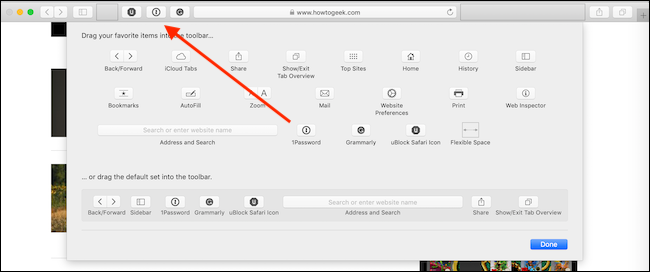 www.howtogeek.com
Drag your favorite items into the toolbar...
Back/Forward iCloud Tabs Share Show/Exit Tab Overview Top Sites Home History Sidebar
Bookmarks AutoFill Zoom Mail Website Preferences Print Web Inspector
Search or enter website name
Address and Search 1Password Grammarly uBlock Safari Icon Flexible Space
... or drag the default set into the toolbar.
Search or enter website name
Back/Forward Sidebar 1Password Grammarly uBlock Safari Icon Address and Search Share Show/Exit Tab Overview
Done